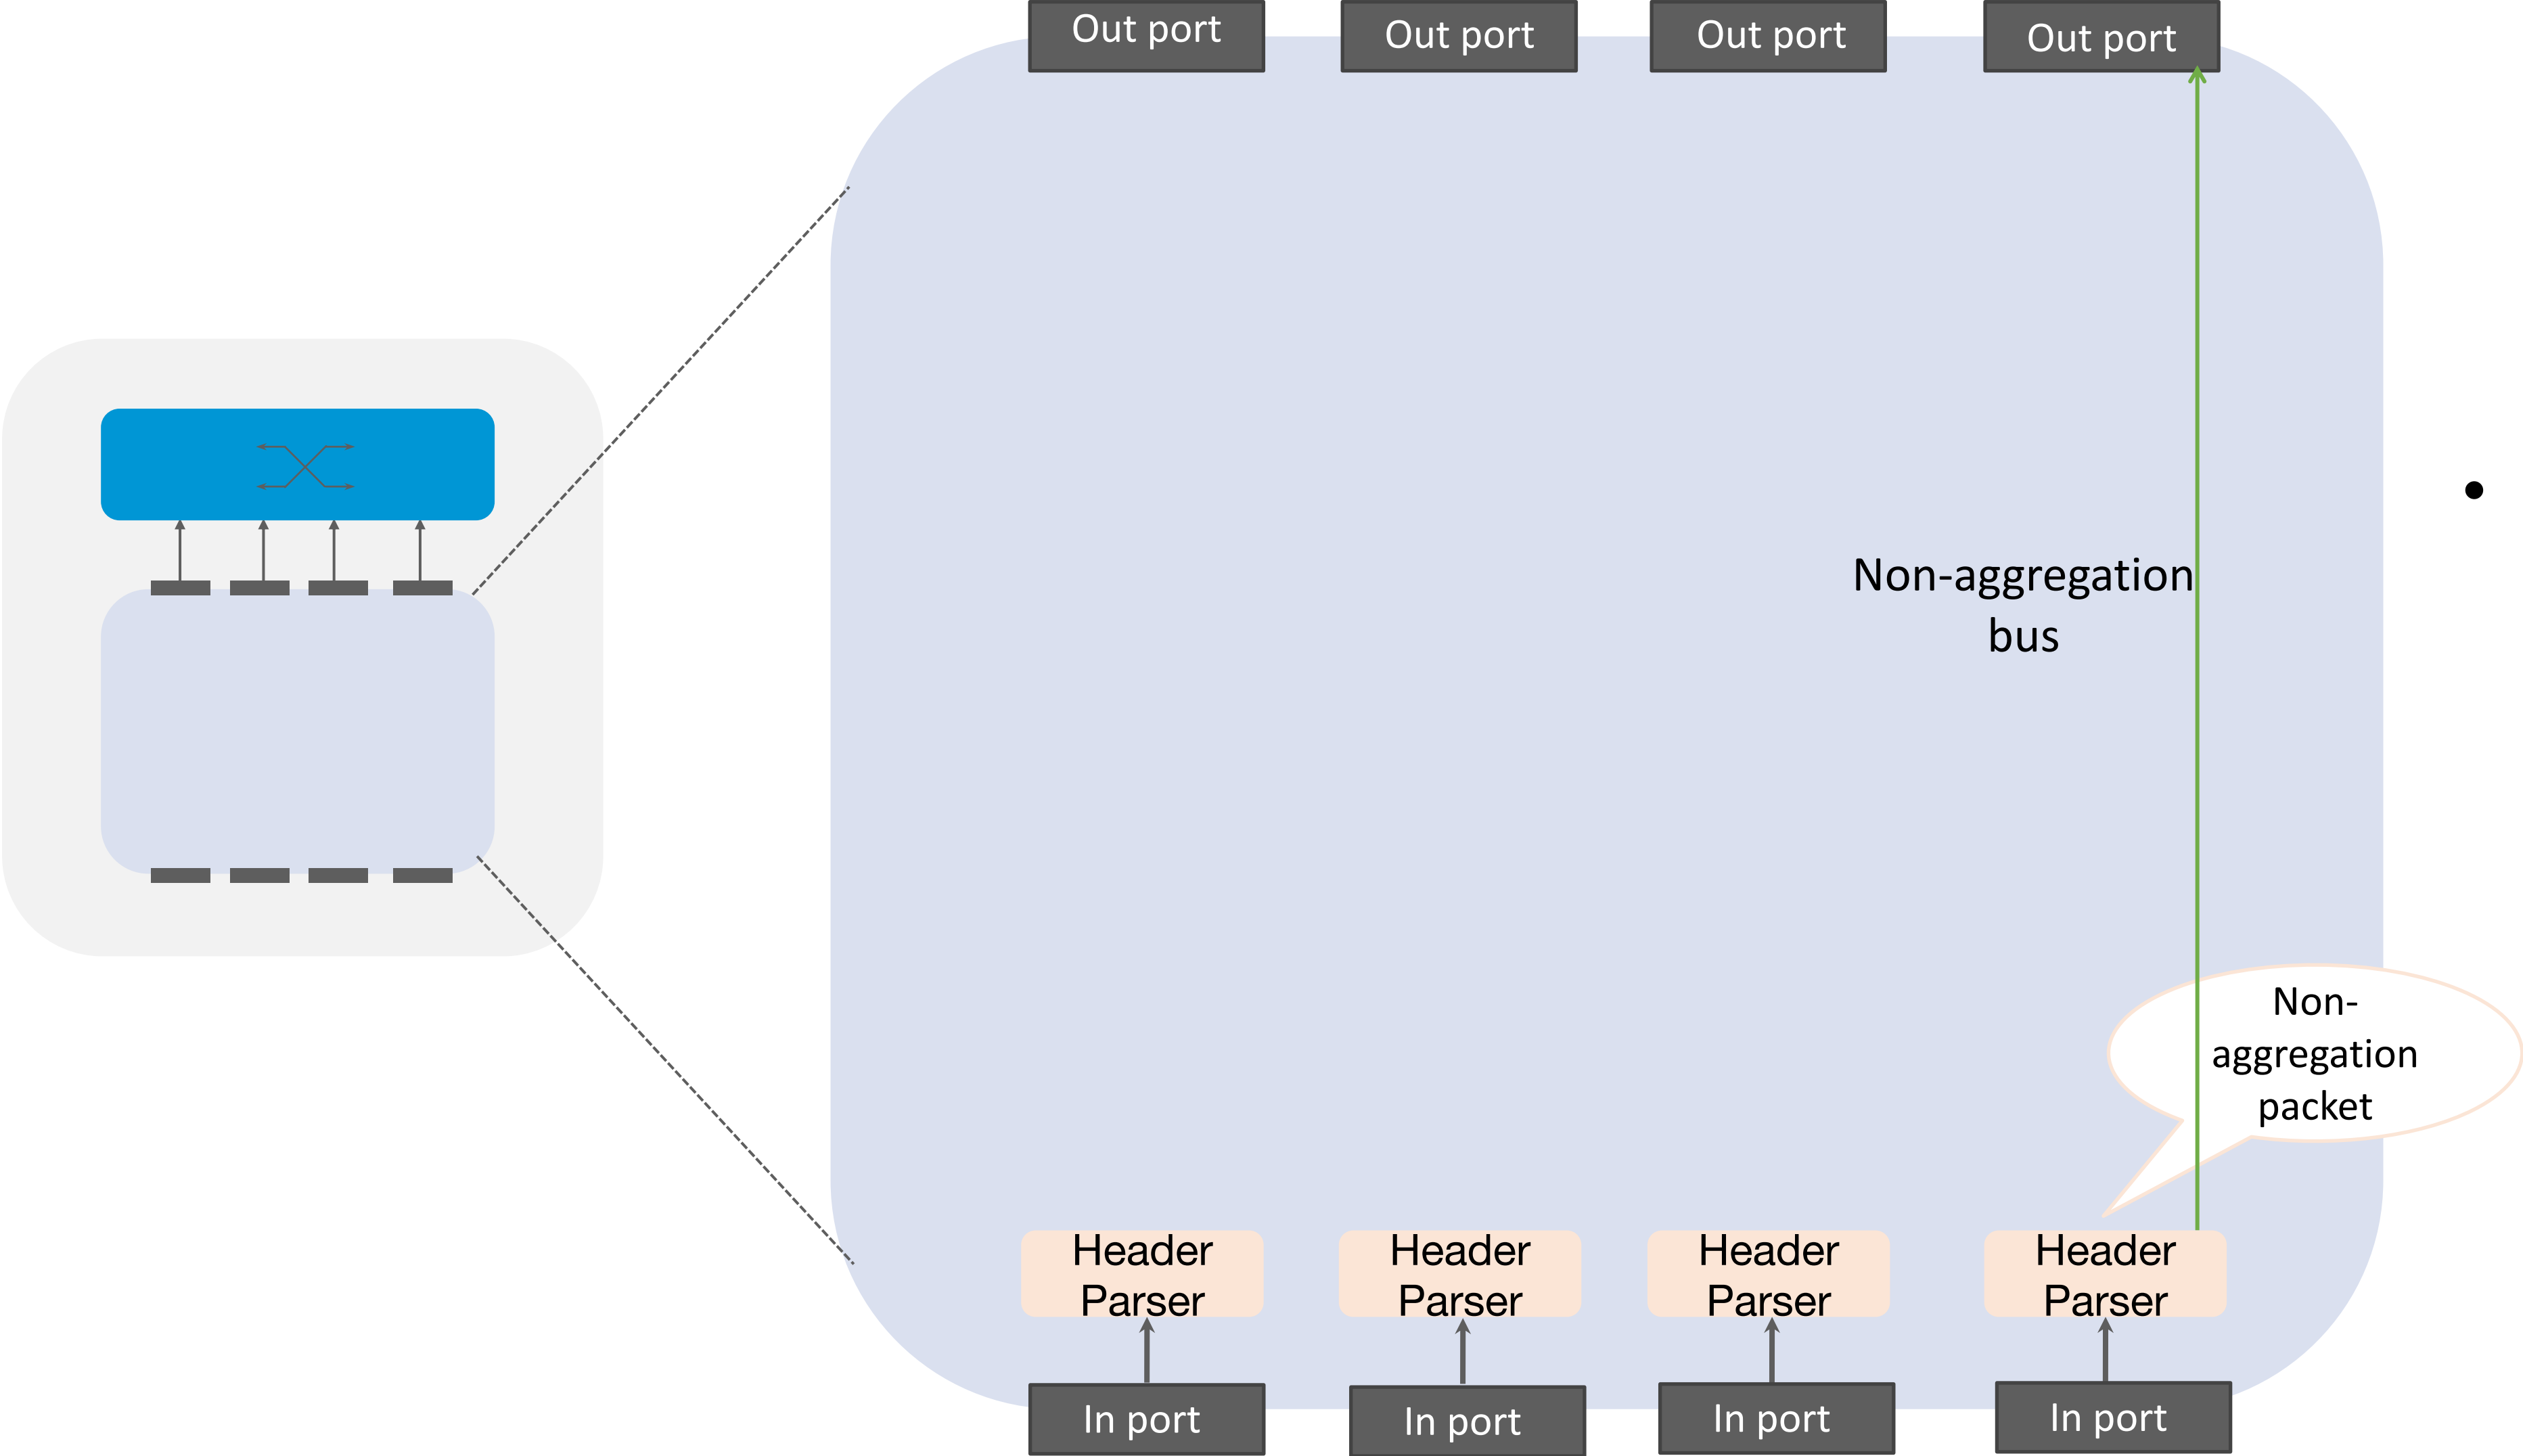 Out port
Out port
Out port
Out port
Non-aggregation
bus
•
Non-
aggregation
packet
Header
Parser
Header
Parser
Header
Parser
Header
Parser
In port
In port
In port
In port